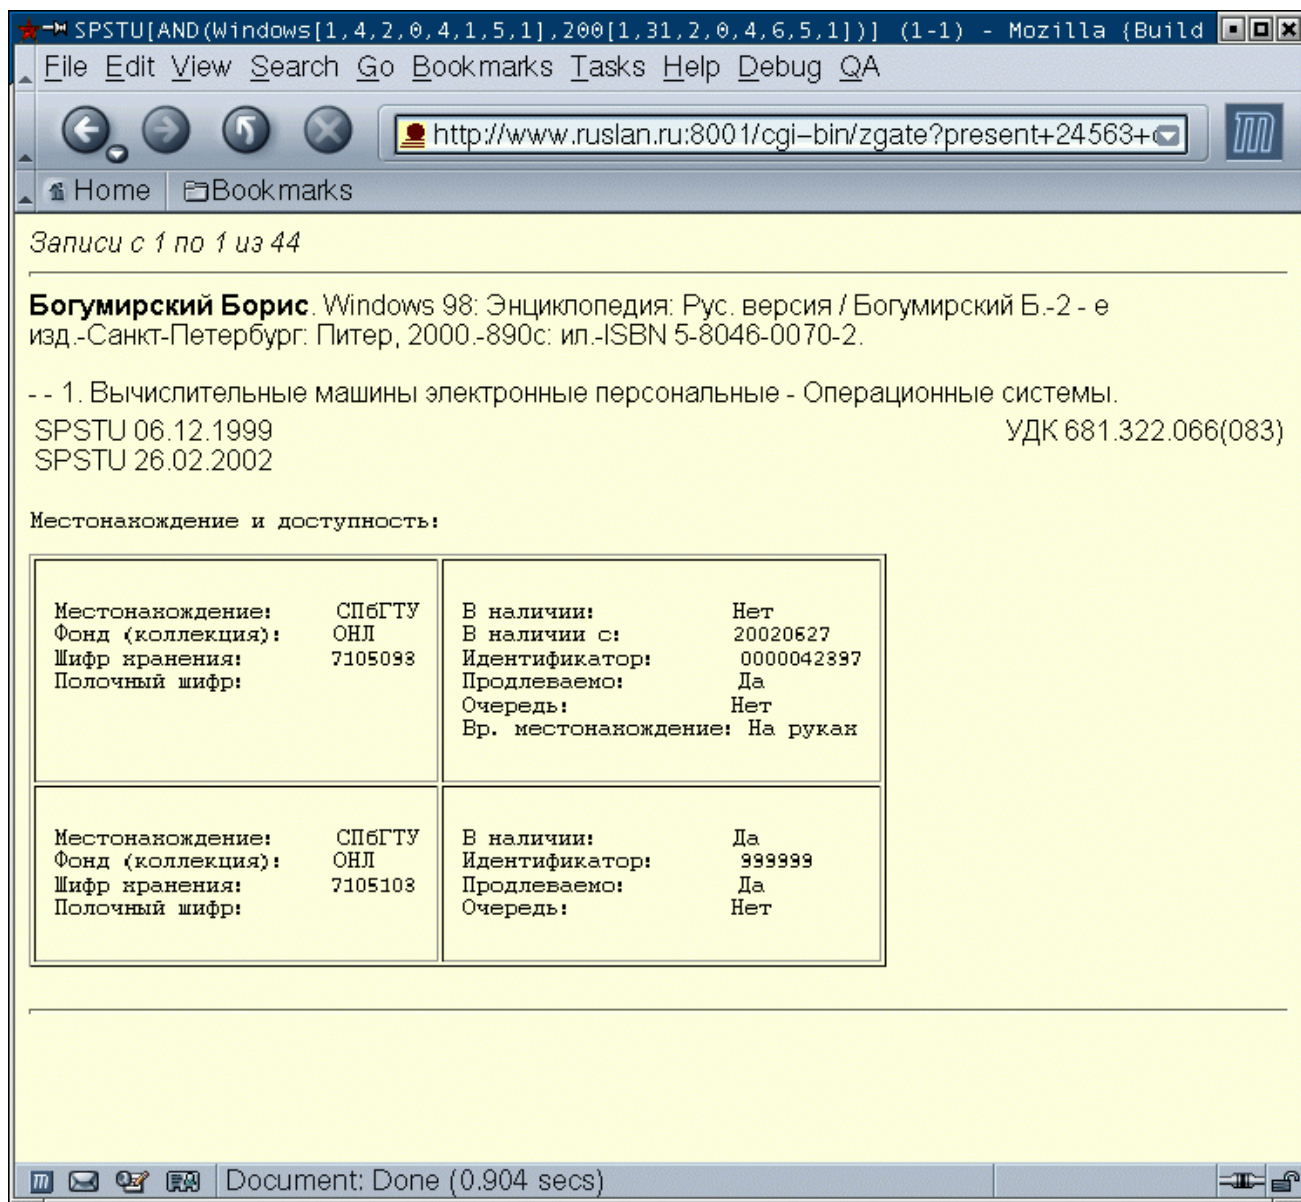 SPSTU[AND(Windows[1,4,2,0,4,1,5,1],200[1,31,2,0,4,6,5,1])] (1-1) - Mozilla {Build
File Edit View Search Go Bookmarks Tasks Help Debug QA
http://www.ruslan.ru:8001/cgi-bin/zgate?present+24563+
Home Bookmarks
Записи с 1 по 1 из 44
Богумирский Борис. Windows 98: Энциклопедия: Рус. версия / Богумирский Б.-2 - е
изд.-Санкт-Петербург: Питер, 2000.-890с: ил.-ISBN 5-8046-0070-2.
- - 1. Вычислительные машины электронные персональные - Операционные системы.
SPSTU 06.12.1999 УДК 681.322.066(083)
SPSTU 26.02.2002
Местонахождение и доступность:
Местонахождение: СПбГТУ
Фонд (коллекция): ОНЛ
Шифр хранения: 7105093
Полочный шифр:
В наличии: Нет
В наличии с: 20020627
Идентификатор: 0000042397
Продлеваемо: Да
Очередь: Нет
Вр. местонахождение: На руках
Местонахождение: СПбГТУ
Фонд (коллекция): ОНЛ
Шифр хранения: 7105103
Полочный шифр:
В наличии: Да
Идентификатор: 999999
Продлеваемо: Да
Очередь: Нет
Document: Done (0.904 secs)